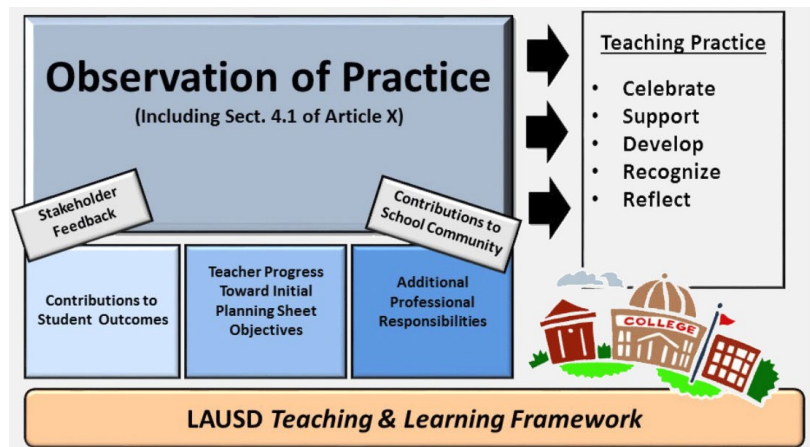 Observation of Practice
(Including Sect. 4.1 of Article X)
Stakeholder
Feedback
Contributions to
School Community
Contributions to
Student Outcomes
Teacher Progress
Toward Initial
Planning Sheet
Objectives
Additional
Professional
Responsibilities
Teaching Practice
• Celebrate
• Support
• Develop
• Recognize
• Reflect
COLLEGE
LAUSD Teaching & Learning Framework